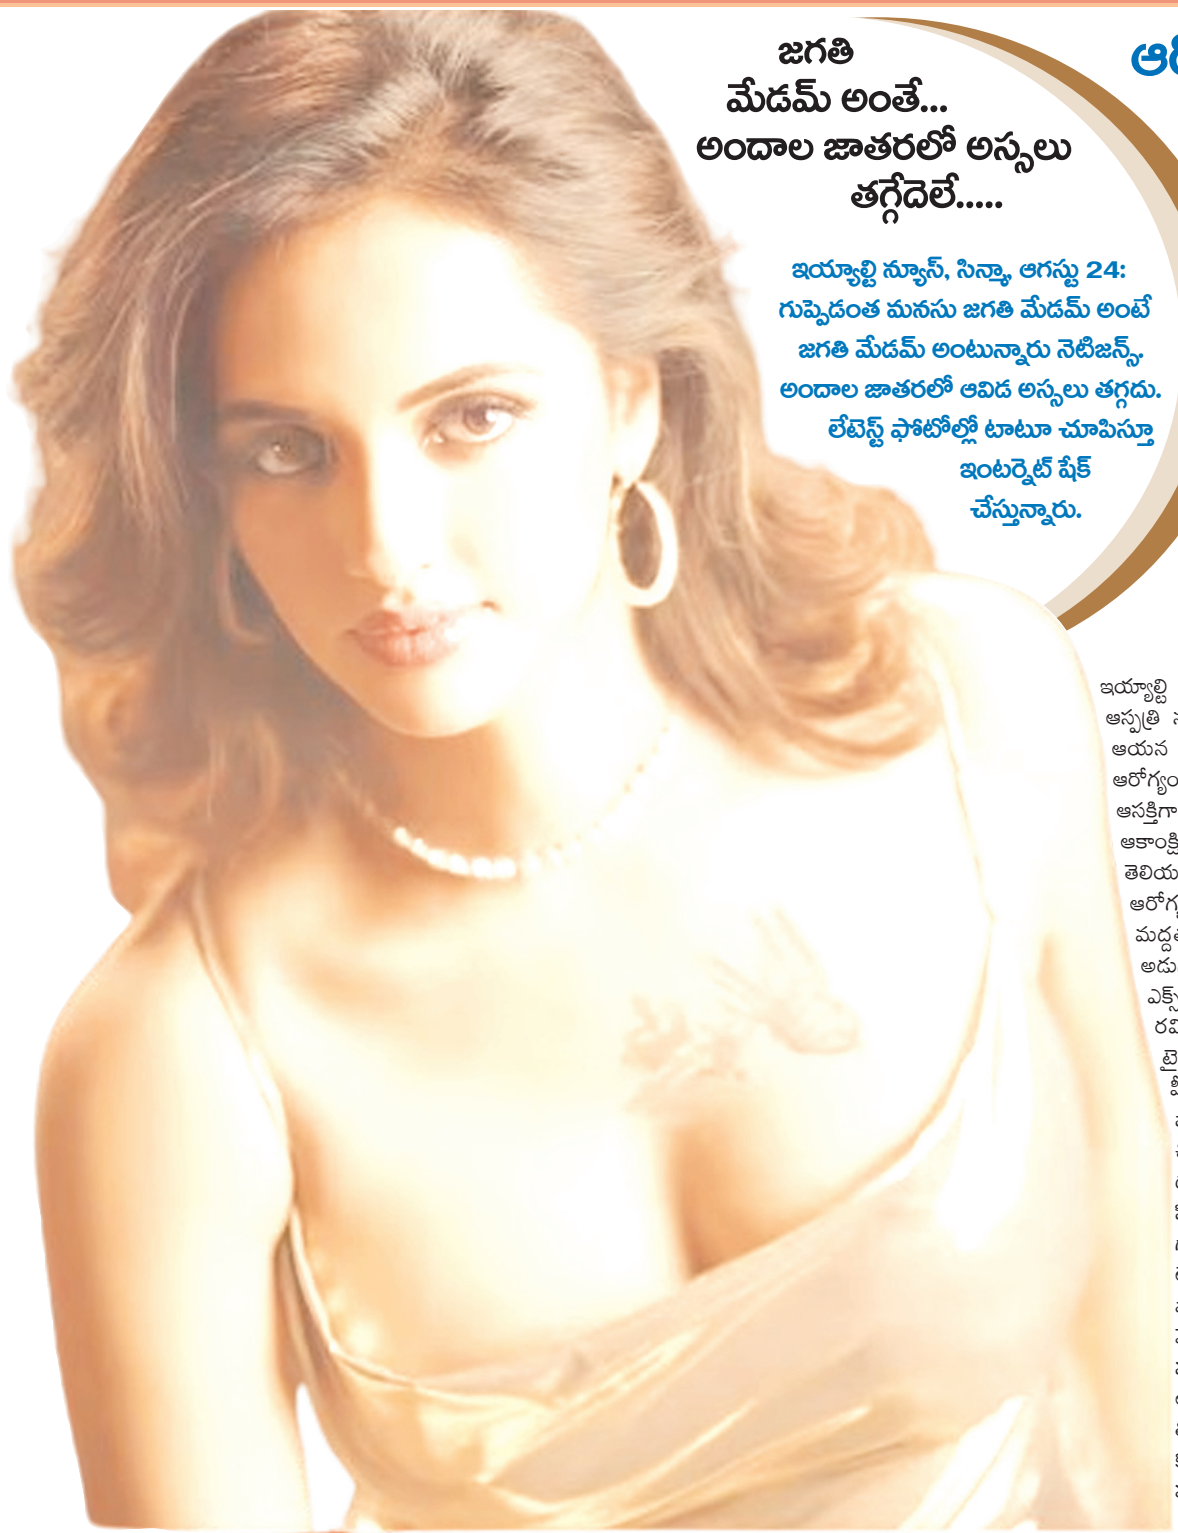 జగతి
మేడమ్ అంతే...
అందాల జాతరలో అస్సలు
తగ్గేదెలే.....
ఇయ్యాల్టి న్యూస్, సిన్మా, ఆగస్టు 24:
గుప్పెడంత మనసు జగతి మేడమ్ అంటే
జగతి మేడమ్ అంటున్నారు నెటిజన్స్.
అందాల జాతరలో ఆవిడ అస్సలు తగ్గదు.
లేటెస్ట్ ఫోటోల్లో టాటూ చూపిస్తూ
ఇంటర్నెట్ షేక్
చేస్తున్నారు.
ఇయ్యాల్టి
ఆస్పత్రి
ఆయన